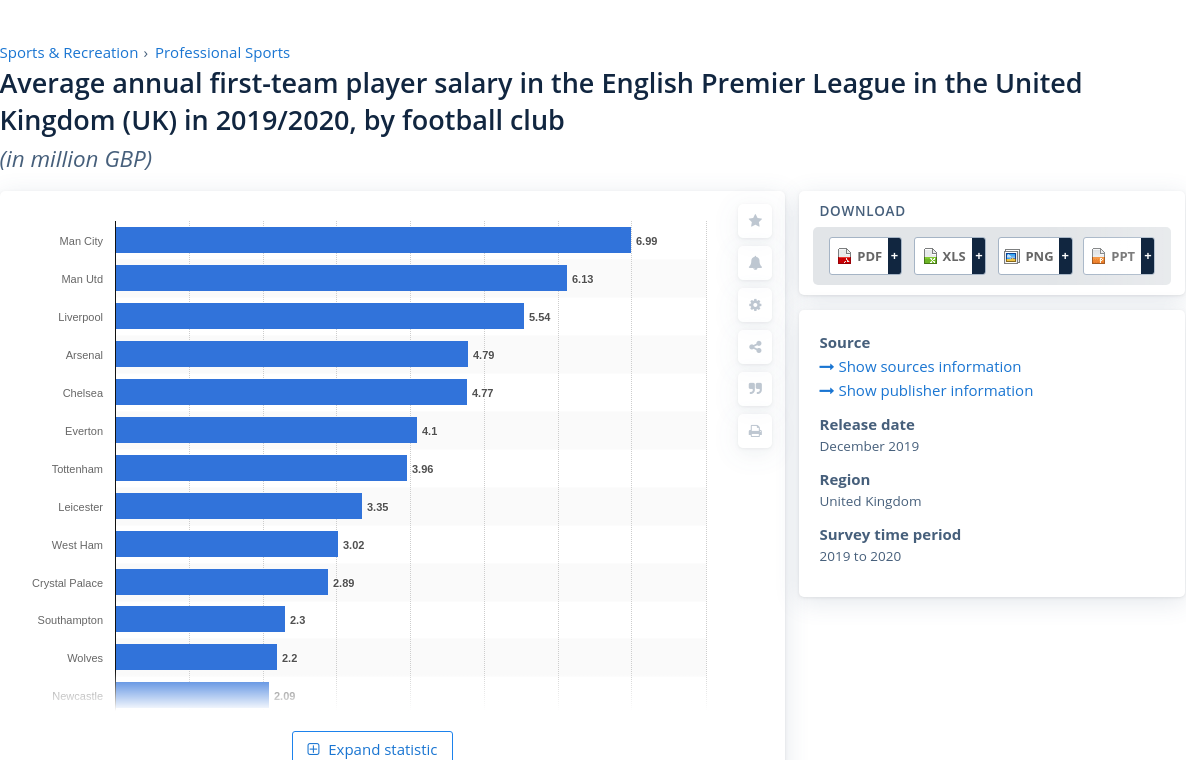 Sports & Recreation › Professional Sports
Average annual first-team player salary in the English Premier League in the United
Kingdom (UK) in 2019/2020, by football club
(in million GBP)
Man City 6.99
Man Utd 6.13
Liverpool 5.54
Arsenal 4.79
Chelsea 4.77
Everton 4.1
Tottenham 3.96
Leicester 3.35
West Ham 3.02
Crystal Palace 2.89
Southampton 2.3
Wolves 2.2
Newcastle 2.09
Expand statistic
DOWNLOAD
PDF + XLS + PNG + PPT +
Source
Show sources information
Show publisher information
Release date
December 2019
Region
United Kingdom
Survey time period
2019 to 2020